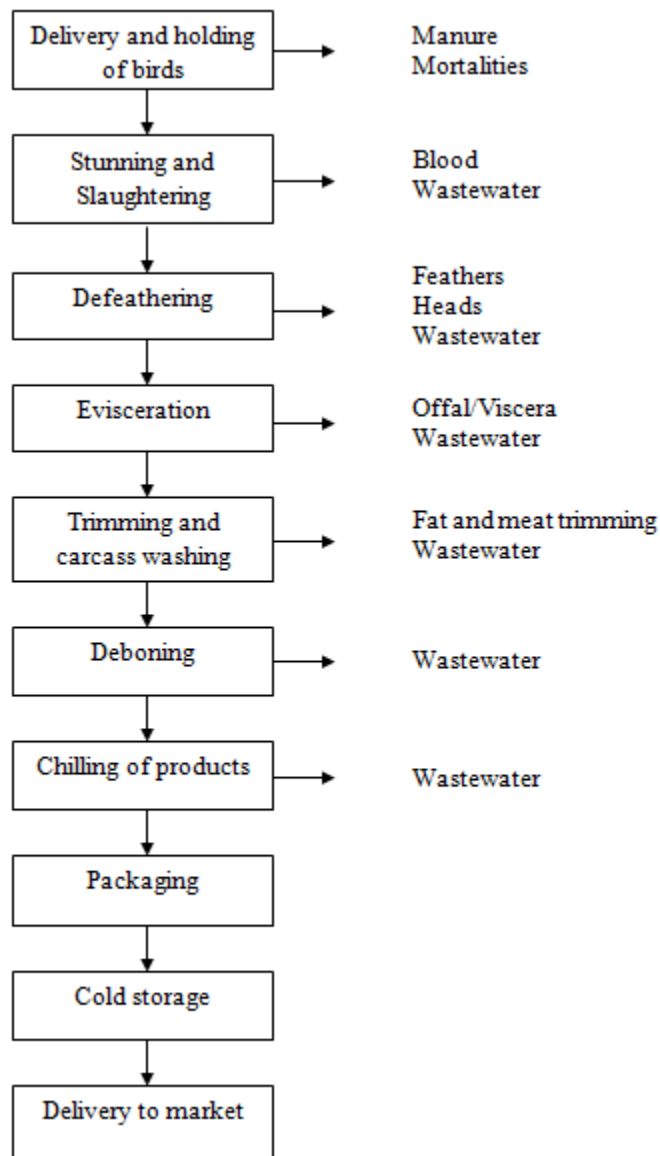 Delivery and holding
of birds
Manure
Mortalities
Stunning and
Slaughtering
Blood
Wastewater
Defeathering
Feathers
Heads
Wastewater
Evisceration
Offal/Viscera
Wastewater
Trimming and
carcass washing
Fat and meat trimming
Wastewater
Deboning
Wastewater
Chilling of products
Wastewater
Packaging
Cold storage
Delivery to market